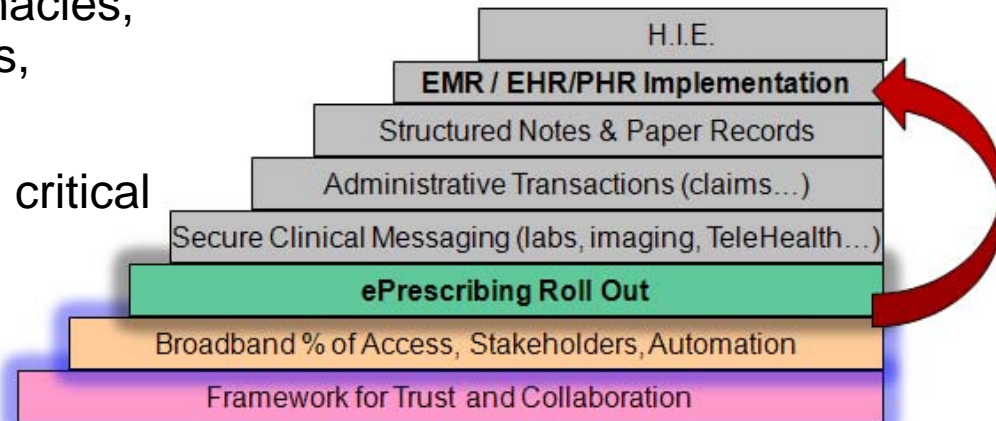 s,
critical
H.I.E.
EMR / EHR/PHR Implementation
Structured Notes & Paper Records
Administrative Transactions (claims…)
Secure Clinical Messaging (labs, imaging, TeleHealth…)
ePrescribing Roll Out
Broadband % of Access, Stakeholders, Automation
Framework for Trust and Collaboration